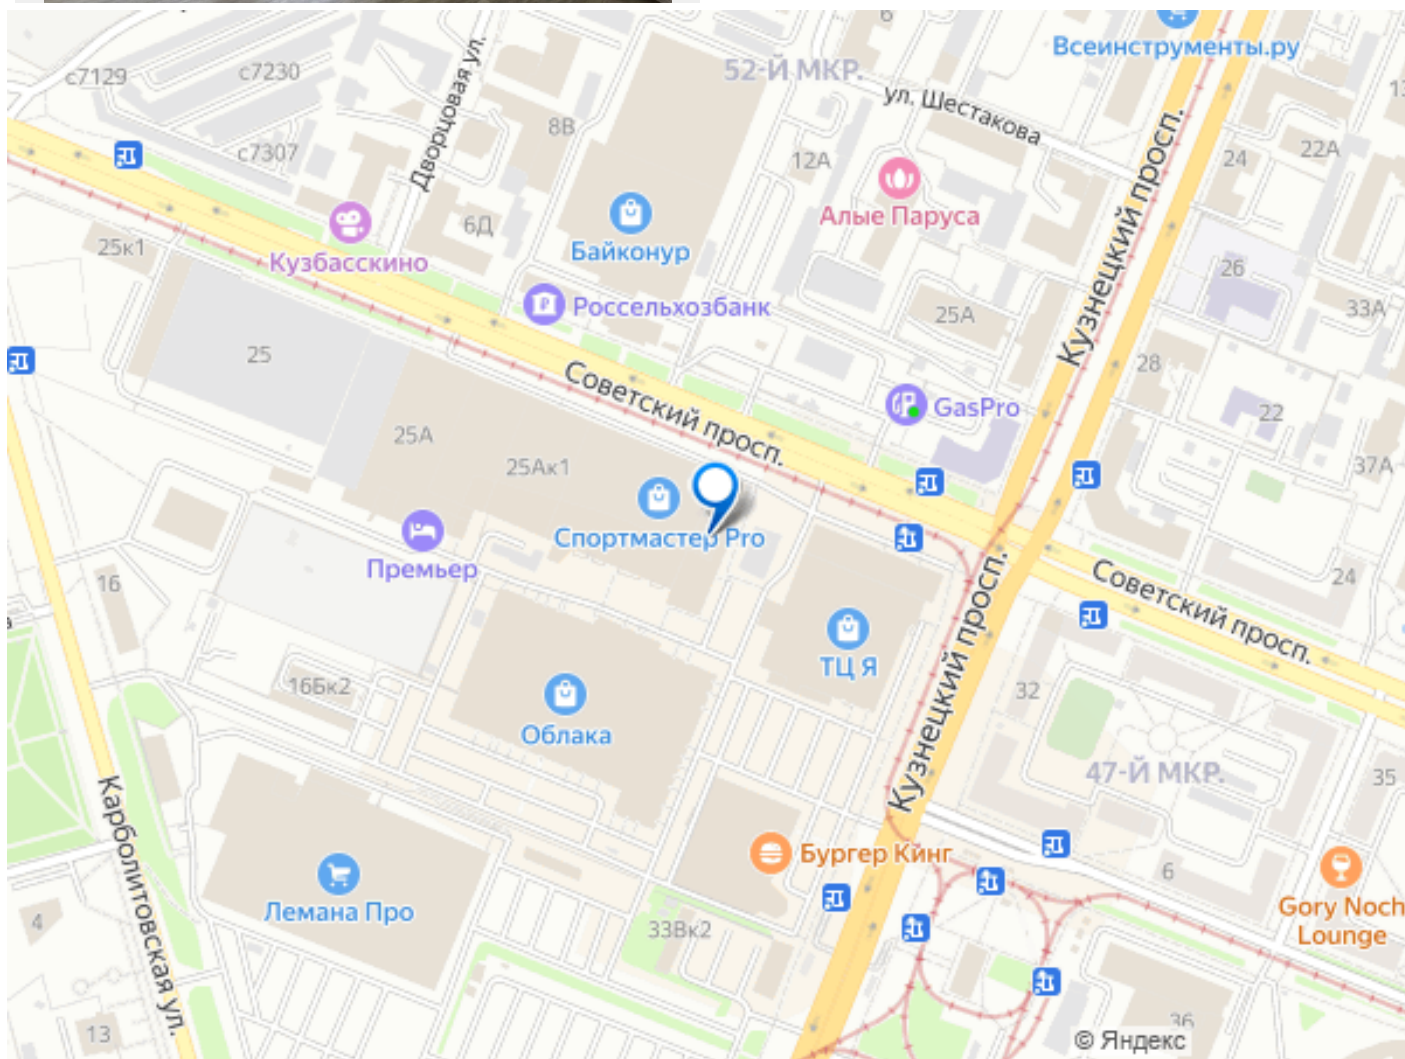 Всеинструменты.ру
6
52-Й МКР.
с7129
с7230
Дворцовая ул.
ул. Шестакова
8В
12А
24
22А
с7307
Алые Паруса
6Д
Байконур
Кузнецкий просп.
25к1
Кузбасскино
26
Россельхозбанк
25А
33А
25
28
Советский просп.
GasPro
22
25А
25Ак1
37А
Спортмастер Pro
Премьер
16
24
Советский просп.
ТЦ Я
Кузнецкий просп.
16Бк2
32
Облака
47-Й МКР.
35
Карболитовская ул.
Бургер Кинг
6
Лемана Про
Gory Noch
Lounge
4
33Вк2
13
36
© Яндекс